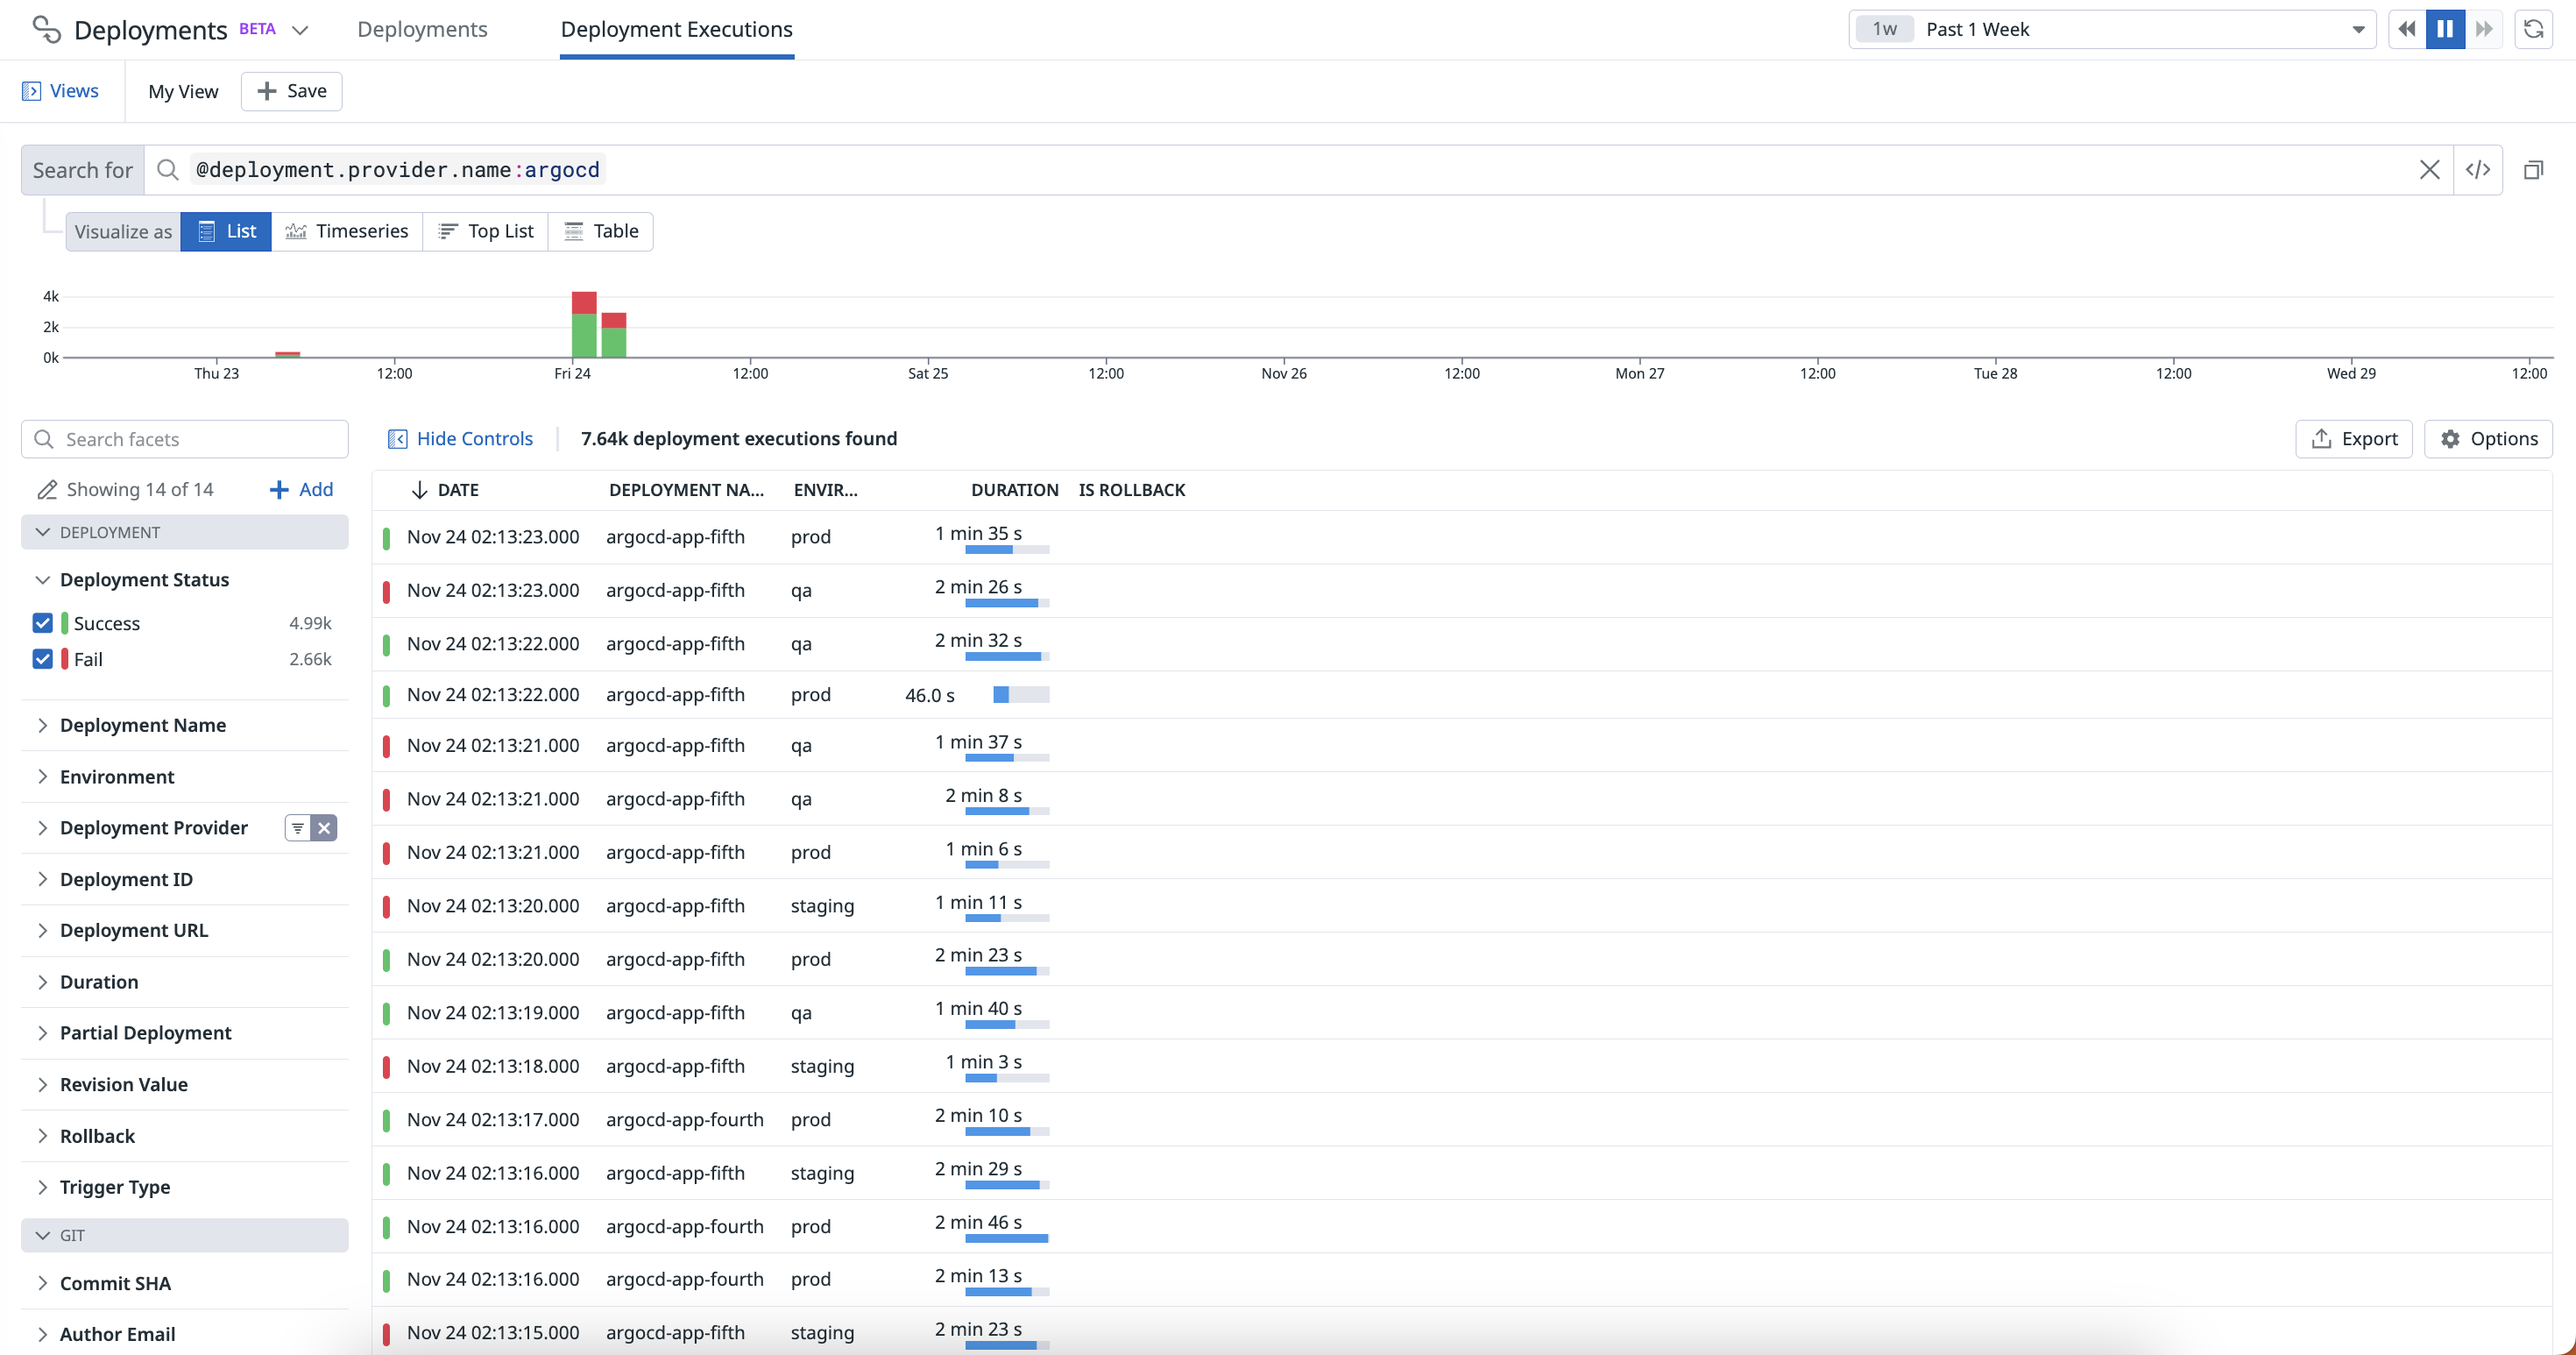 Deployments BETA Deployments Deployment Executions 1w Past 1 Week
Views My View Save
Search for @deployment.provider.name:argocd </>
Visualize as List Timeseries Top List Table
4k
2k
0k
Thu 23 12:00 Fri 24 12:00 Sat 25 12:00 Nov 26 12:00 Mon 27 12:00 Tue 28 12:00 Wed 29 12:00
Search facets
Showing 14 of 14 Add
DEPLOYMENT
Deployment Status
Success 4.99k
Fail 2.66k
Deployment Name
Environment
Deployment Provider
Deployment ID
Deployment URL
Duration
Partial Deployment
Revision Value
Rollback
Trigger Type
GIT
Commit SHA
Author Email
Hide Controls 7.64k deployment executions found Export Options
DATE DEPLOYMENT NA... ENVIR... DURATION IS ROLLBACK
Nov 24 02:13:23.000 argocd-app-fifth prod 1 min 35 s
Nov 24 02:13:23.000 argocd-app-fifth qa 2 min 26 s
Nov 24 02:13:22.000 argocd-app-fifth qa 2 min 32 s
Nov 24 02:13:22.000 argocd-app-fifth prod 46.0 s
Nov 24 02:13:21.000 argocd-app-fifth qa 1 min 37 s
Nov 24 02:13:21.000 argocd-app-fifth qa 2 min 8 s
Nov 24 02:13:21.000 argocd-app-fifth prod 1 min 6 s
Nov 24 02:13:20.000 argocd-app-fifth staging 1 min 11 s
Nov 24 02:13:20.000 argocd-app-fifth prod 2 min 23 s
Nov 24 02:13:19.000 argocd-app-fifth qa 1 min 40 s
Nov 24 02:13:18.000 argocd-app-fifth staging 1 min 3 s
Nov 24 02:13:17.000 argocd-app-fourth prod 2 min 10 s
Nov 24 02:13:16.000 argocd-app-fifth staging 2 min 29 s
Nov 24 02:13:16.000 argocd-app-fourth prod 2 min 46 s
Nov 24 02:13:16.000 argocd-app-fourth prod 2 min 13 s
Nov 24 02:13:15.000 argocd-app-fifth staging 2 min 23 s